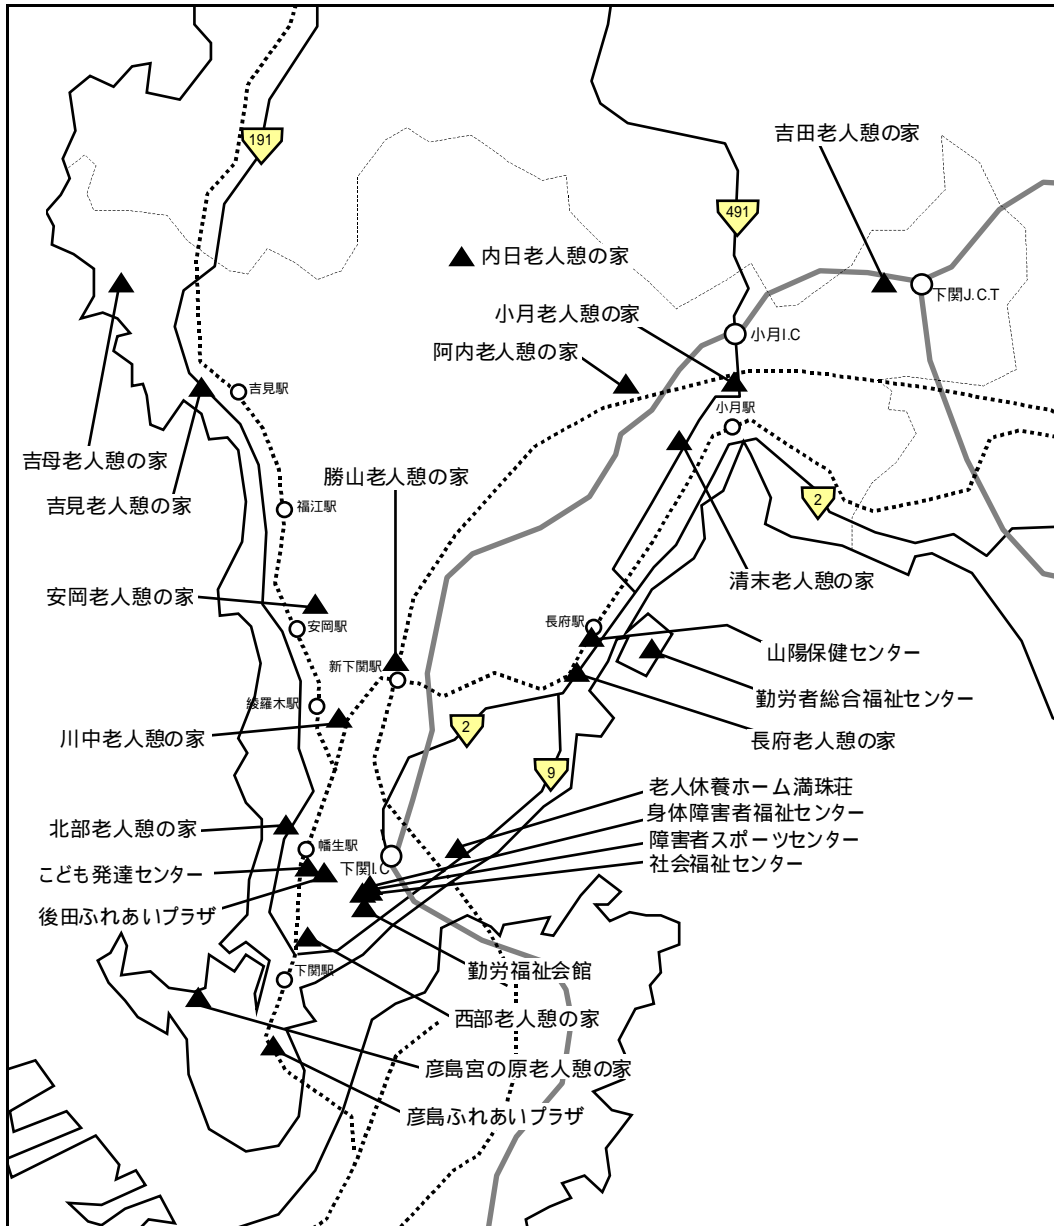 191
吉田老人憩の家
491
内日老人憩の家
下関J.C.T
小月老人憩の家
小月I.C
阿内老人憩の家
吉見駅
小月駅
吉母老人憩の家
勝山老人憩の家
吉見老人憩の家
福江駅
2
清末老人憩の家
安岡老人憩の家
安岡駅
長府駅
山陽保健センター
新下関駅
勤労者総合福祉センター
綾羅木駅
川中老人憩の家
2
長府老人憩の家
9
老人休養ホーム満珠荘
身体障害者福祉センター
北部老人憩の家
障害者スポーツセンター
幡生駅
社会福祉センター
下関I.C
こども発達センター
後田ふれあいプラザ
下関駅
勤労福祉会館
西部老人憩の家
彦島宮の原老人憩の家
彦島ふれあいプラザ